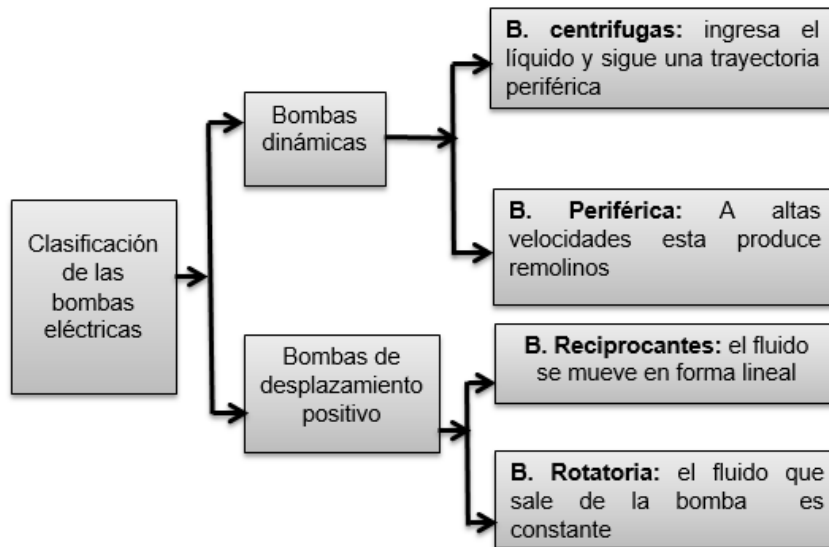 Clasificación
de las
bombas
eléctricas
Bombas
dinámicas
B. centrifugas: ingresa el
líquido y sigue una trayectoria
periférica
B. Periférica: A altas
velocidades esta produce
remolinos
Bombas de
desplazamiento
positivo
B. Reciprocantes: el fluido
se mueve en forma lineal
B. Rotatoria: el fluido que
sale de la bomba es
constante